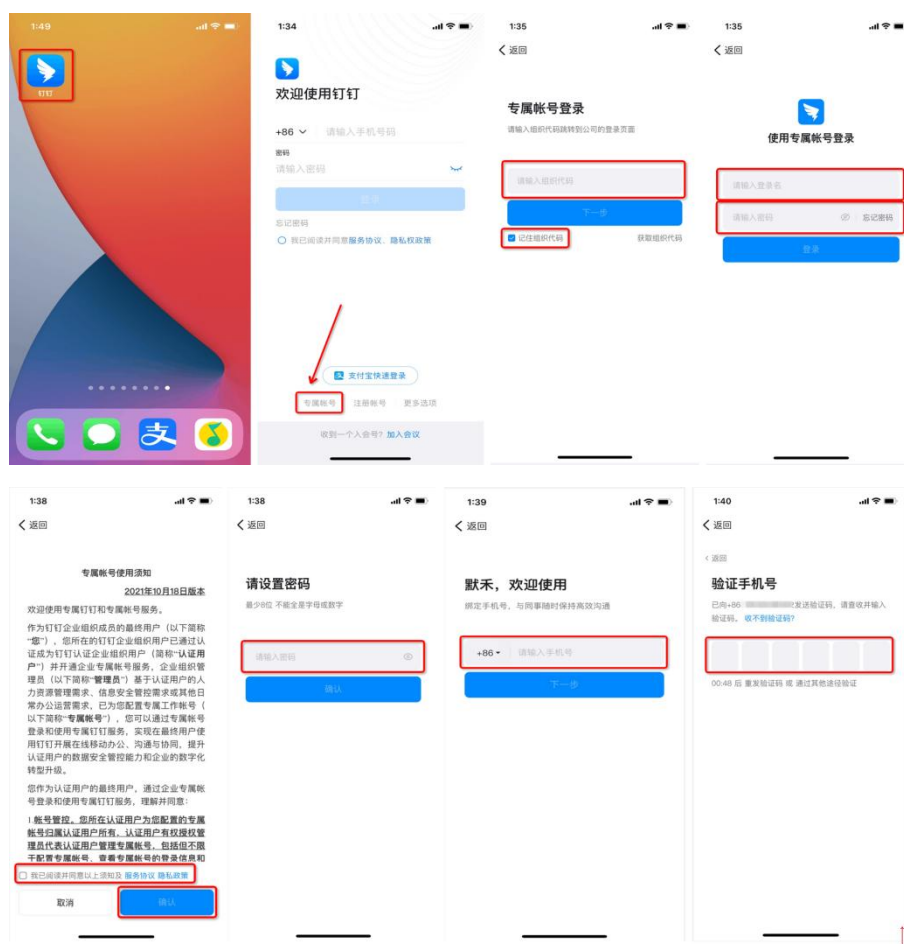 1:49
钉钉
1:34
欢迎使用钉钉
+86
请输入手机号码
密码
请输入密码
登录
忘记密码
我已阅读并同意服务协议、隐私权政策
支付宝快速登录
专属帐号 注册帐号 更多选项
收到一个入会号? 加入会议
1:35
返回
专属帐号登录
请输入组织代码跳转到公司的登录页面
请输入组织代码
下一步
记住组织代码 获取组织代码
1:35
返回
使用专属帐号登录
请输入登录名
请输入密码 忘记密码
登录
1:38
返回
专属帐号使用须知
2021年10月18日版本
欢迎使用专属钉钉和专属帐号服务。
作为钉钉企业组织成员的最终用户（以下简称
“您”），您所在的钉钉企业组织用户已通过认
证成为钉钉认证企业组织用户（简称“认证用
户”）并开通企业专属帐号服务，企业组织管
理员（以下简称“管理员”）基于认证用户的人
力资源管理需求、信息安全管控需求或其他日
常办公运营需求，已为您配置专属工作帐号（
以下简称“专属帐号”），您可以通过专属帐号
登录和使用专属钉钉服务，实现在最终用户使
用钉钉开展在线移动办公、沟通与协同，提升
认证用户的数据安全管控能力和企业的数字化
转型升级。
您作为认证用户的最终用户，通过企业专属帐
号登录和使用专属钉钉服务，理解并同意：
1 帐号管控。您所在认证用户为您配置的专属
帐号归属认证用户所有，认证用户有权授权管
理员代表认证用户管理专属帐号，包括但不限
于配置专属帐号、查看专属帐号的登录信息和
我已阅读并同意以上须知及 服务协议 隐私政策
取消 确认
1:38
返回
请设置密码
最少8位 不能全是字母或数字
请输入密码
确认
1:39
返回
默禾，欢迎使用
绑定手机号，与同事随时保持高效沟通
+86 请输入手机号
下一步
1:40
返回
返回
验证手机号
已向+86 发送验证码，请查收并输入
验证码。 收不到验证码?
00:48 后 重发验证码 或 通过其他途径验证